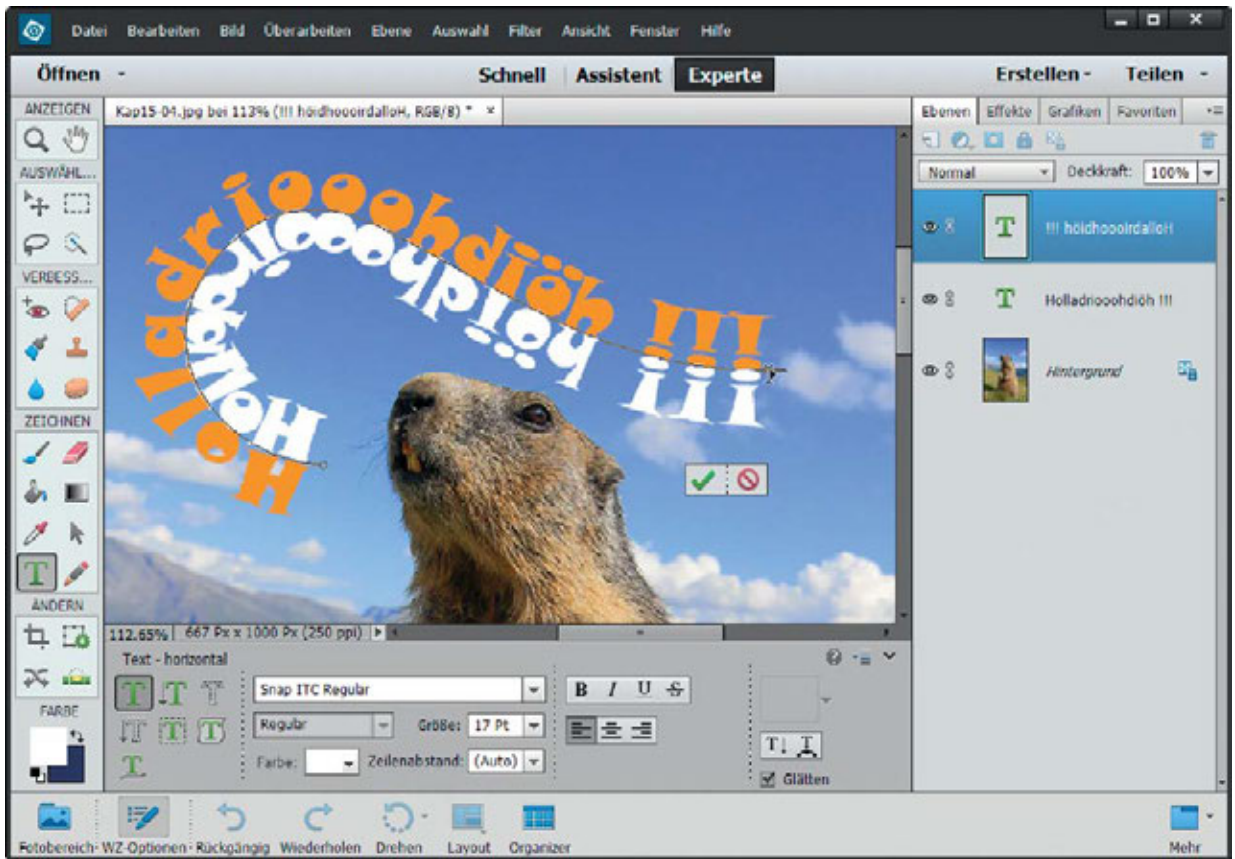 Datei Bearbeiten Bild Überarbeiten Ebene Auswahl Filter Ansicht Fenster Hilfe
Öffnen Schnell Assistent Experte Erstellen Teilen
ANZEIGEN
Kap15-04.jpg bei 113% (!!! höidhoooirdalloH, RGB/8) * x
Ebenen Effekte Grafiken Favoriten
AUSWÄHL...
Normal Deckkraft: 100%
VERBESS...
ZEICHNEN
ÄNDERN
FARBE
Holladriooohdiöh !!!
Holladriooohdiöh !!!
!!! höidhoooirdalloH
Holladriooohdiöh !!!
Hintergrund
112.65% 667 Px x 1000 Px (250 ppi)
Text - horizontal
Snap ITC Regular B I U S
Regular Größe: 17 Pt
Farbe: Zeilenabstand: (Auto)
Glätten
Fotobereich WZ-Optionen Rückgängig Wiederholen Drehen Layout Organizer Mehr